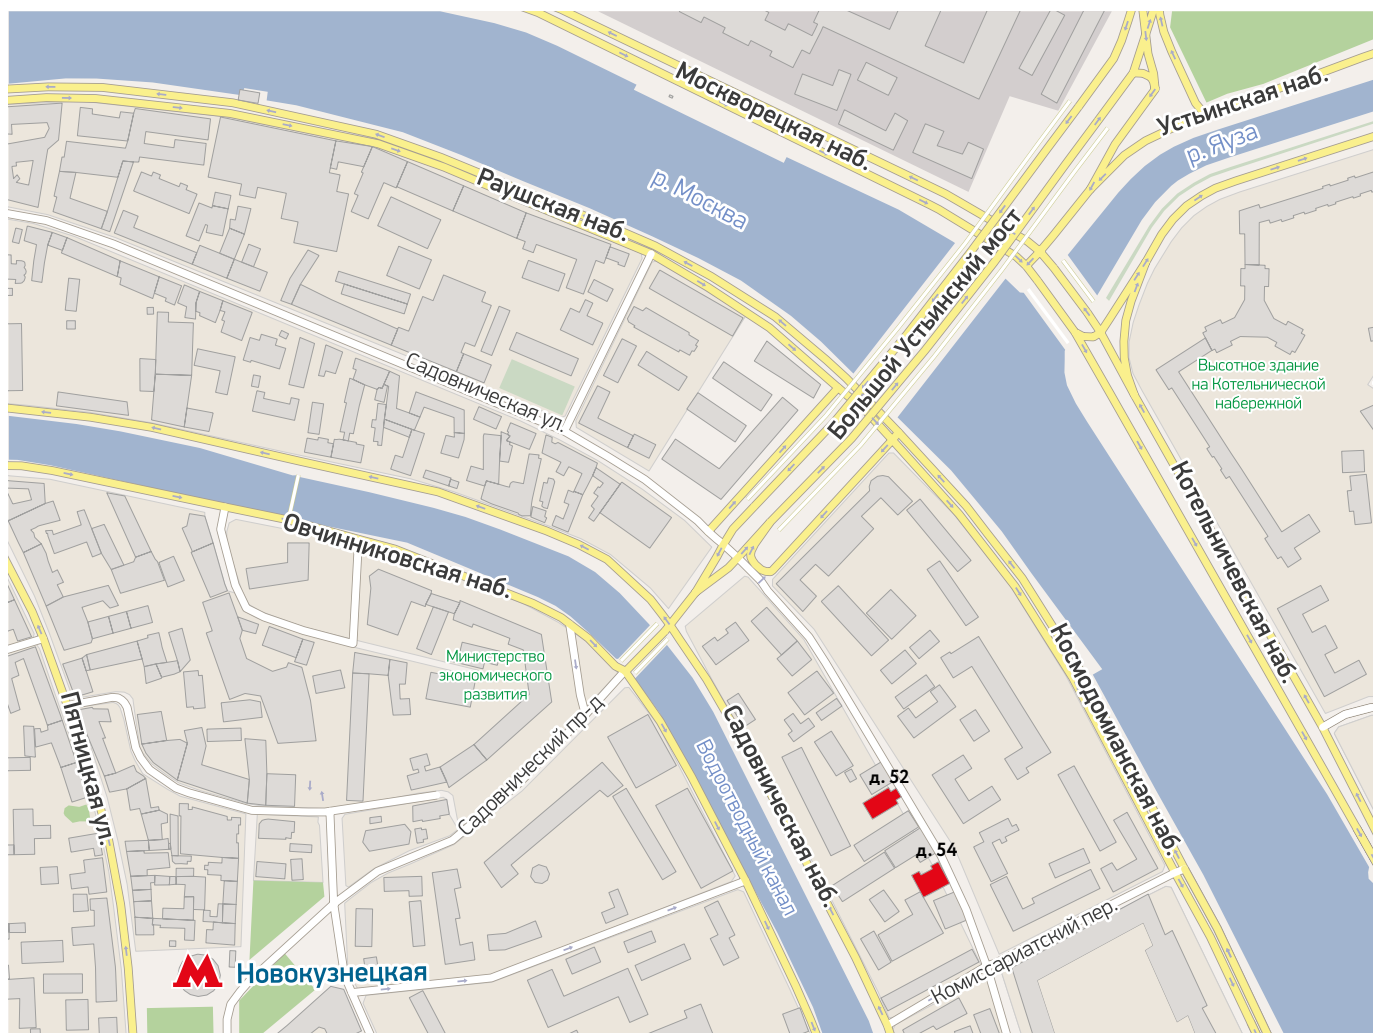 Москворецкая наб.
Устьинская наб.
р. Яуза
Раушская наб.
р. Москва
Большой Устьинский мост
Садовническая ул.
Высотное здание
на Котельнической
набережной
Котельничевская наб.
Овчинниковская наб.
Министерство
экономического
развития
Космодомианская наб.
Пятницкая ул.
Садовнический пр-д
Водоотводный канал
Садовническая наб.
д. 52
д. 54
Комиссариатский пер.
М
Новокузнецкая